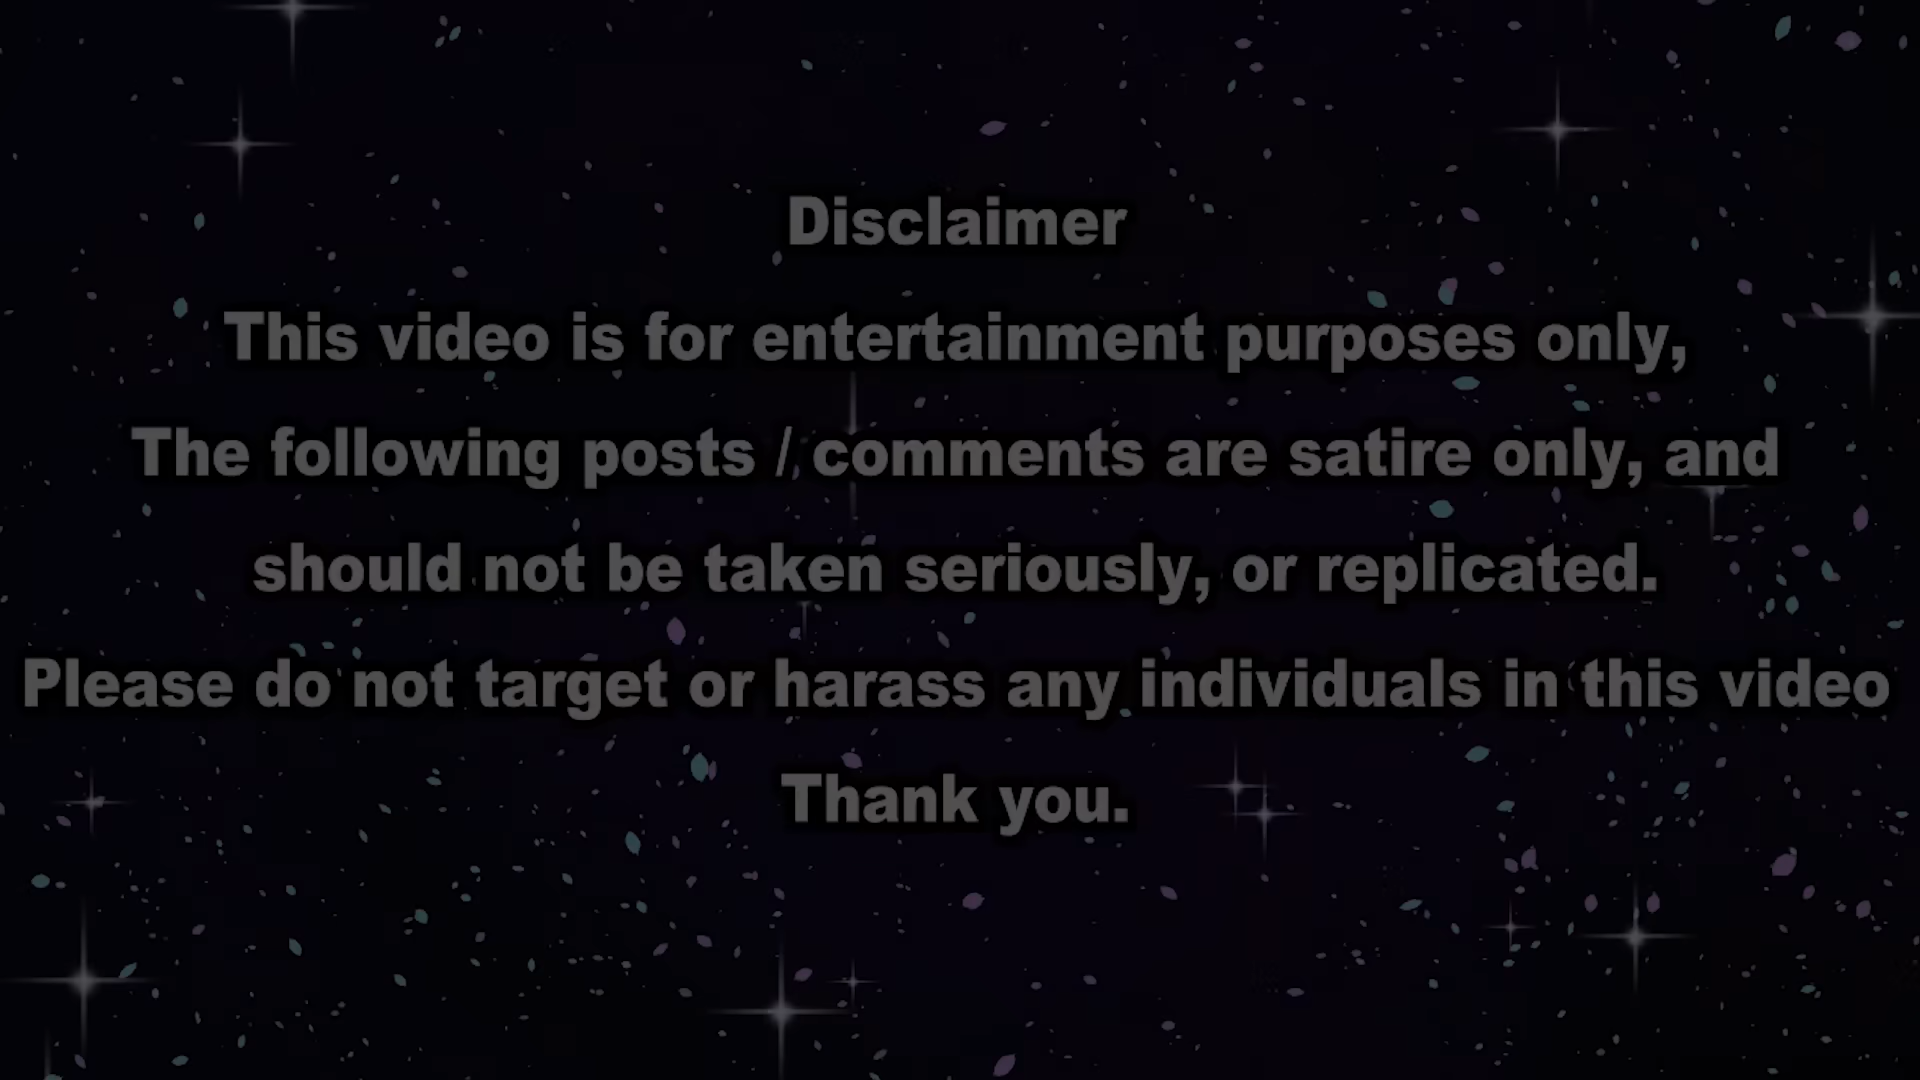 Disclaimer
This video is for entertainment purposes only,
The following posts / comments are satire only, and
should not be taken seriously, or replicated.
Please do not target or harass any individuals in this video
Thank you.